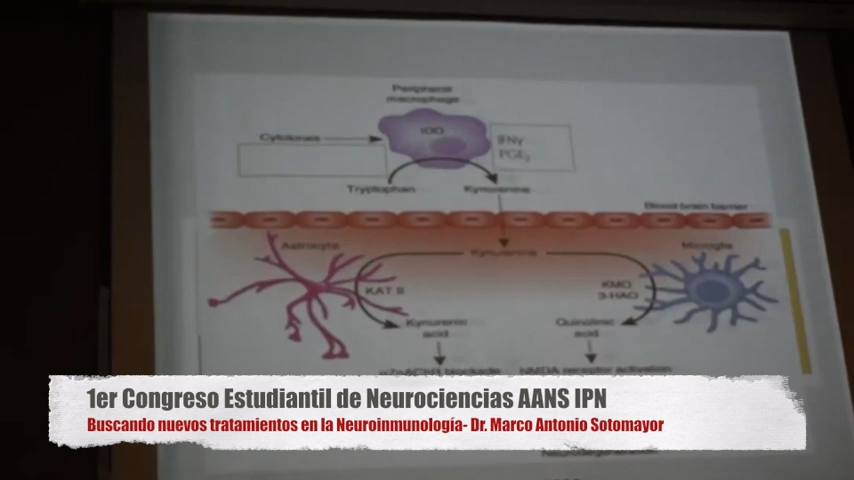 Peripheral
macrophage
IDO
Cytokines
IFNγ
PGE₂
Tryptophan
Kynurenine
Blood brain barrier
Astrocyte
Kynurenine
Microglia
KAT II
KMO
3-HAO
Kynurenic
acid
Quinolinic
acid
blockade
NMDA receptor activation
1er Congreso Estudiantil de Neurociencias AANS IPN
Buscando nuevos tratamientos en la Neuroinmunología- Dr. Marco Antonio Sotomayor